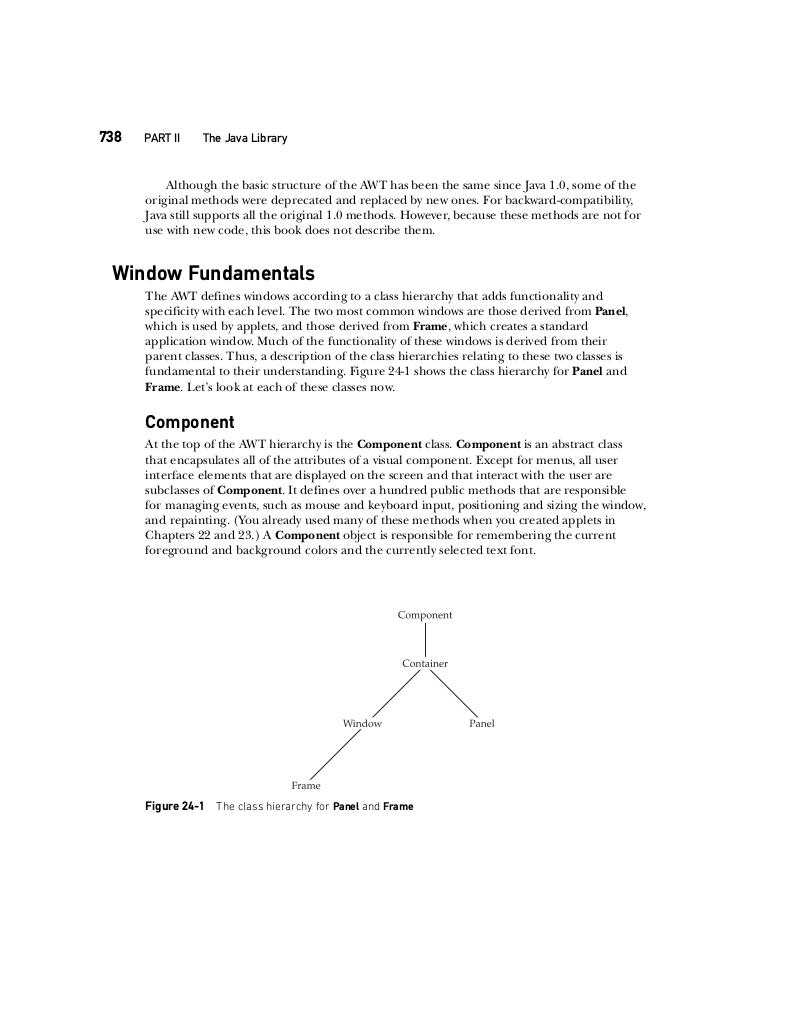 738 PART II The Java Library
Although the basic structure of the AWT has been the same since Java 1.0, some of the
original methods were deprecated and replaced by new ones. For backward-compatibility,
Java still supports all the original 1.0 methods. However, because these methods are not for
use with new code, this book does not describe them.
Window Fundamentals
The AWT defines windows according to a class hierarchy that adds functionality and
specificity with each level. The two most common windows are those derived from Panel,
which is used by applets, and those derived from Frame, which creates a standard
application window. Much of the functionality of these windows is derived from their
parent classes. Thus, a description of the class hierarchies relating to these two classes is
fundamental to their understanding. Figure 24-1 shows the class hierarchy for Panel and
Frame. Let's look at each of these classes now.
Component
At the top of the AWT hierarchy is the Component class. Component is an abstract class
that encapsulates all of the attributes of a visual component. Except for menus, all user
interface elements that are displayed on the screen and that interact with the user are
subclasses of Component. It defines over a hundred public methods that are responsible
for managing events, such as mouse and keyboard input, positioning and sizing the window,
and repainting. (You already used many of these methods when you created applets in
Chapters 22 and 23.) A Component object is responsible for remembering the current
foreground and background colors and the currently selected text font.
Component
Container
Window Panel
Frame
Figure 24-1 The class hierarchy for Panel and Frame